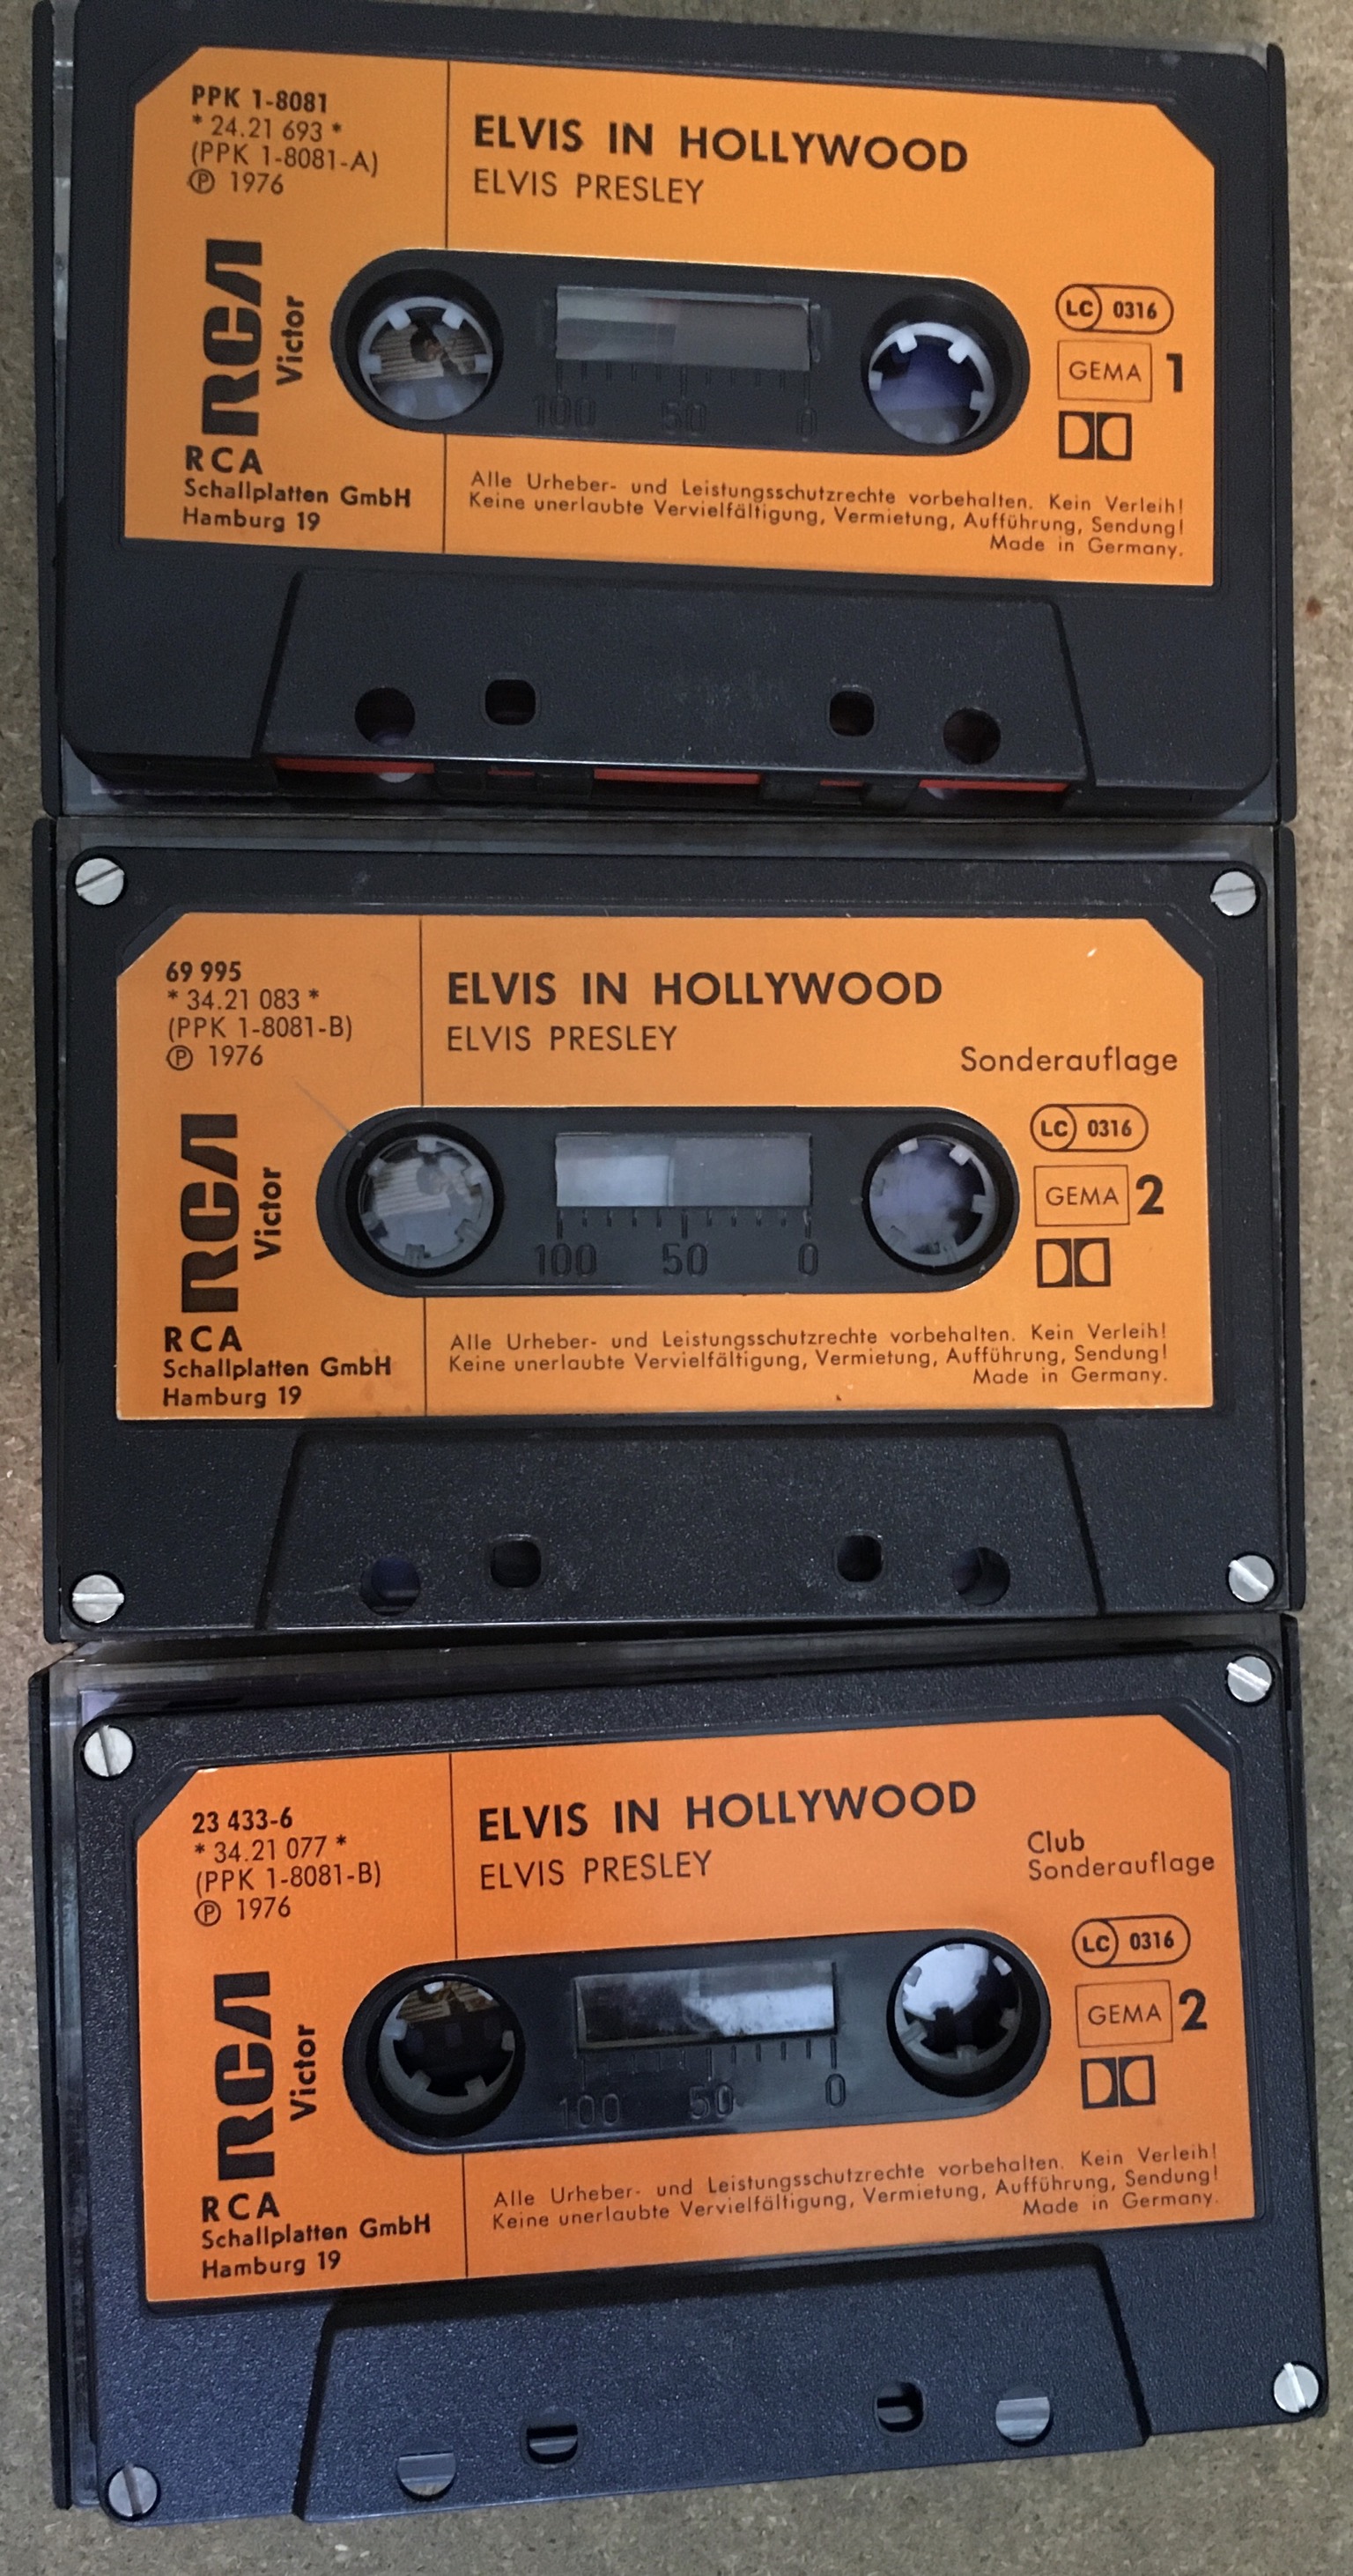 PPK 1-8081
* 24.21 693 *
(PPK 1-8081-A)
℗ 1976
ELVIS IN HOLLYWOOD
ELVIS PRESLEY
RCA
Victor
LC 0316
GEMA 1
100 50 0
RCA
Schallplatten GmbH
Hamburg 19
Alle Urheber- und Leistungsschutzrechte vorbehalten. Kein Verleih!
Keine unerlaubte Vervielfältigung, Vermietung, Aufführung, Sendung!
Made in Germany.
69 995
* 34.21 083 *
(PPK 1-8081-B)
℗ 1976
ELVIS IN HOLLYWOOD
ELVIS PRESLEY
Sonderauflage
RCA
Victor
LC 0316
GEMA 2
100 50 0
RCA
Schallplatten GmbH
Hamburg 19
Alle Urheber- und Leistungsschutzrechte vorbehalten. Kein Verleih!
Keine unerlaubte Vervielfältigung, Vermietung, Aufführung, Sendung!
Made in Germany.
23 433-6
* 34.21 077 *
(PPK 1-8081-B)
℗ 1976
ELVIS IN HOLLYWOOD
ELVIS PRESLEY
Club
Sonderauflage
RCA
Victor
LC 0316
GEMA 2
100 50 0
RCA
Schallplatten GmbH
Hamburg 19
Alle Urheber- und Leistungsschutzrechte vorbehalten. Kein Verleih!
Keine unerlaubte Vervielfältigung, Vermietung, Aufführung, Sendung!
Made in Germany.